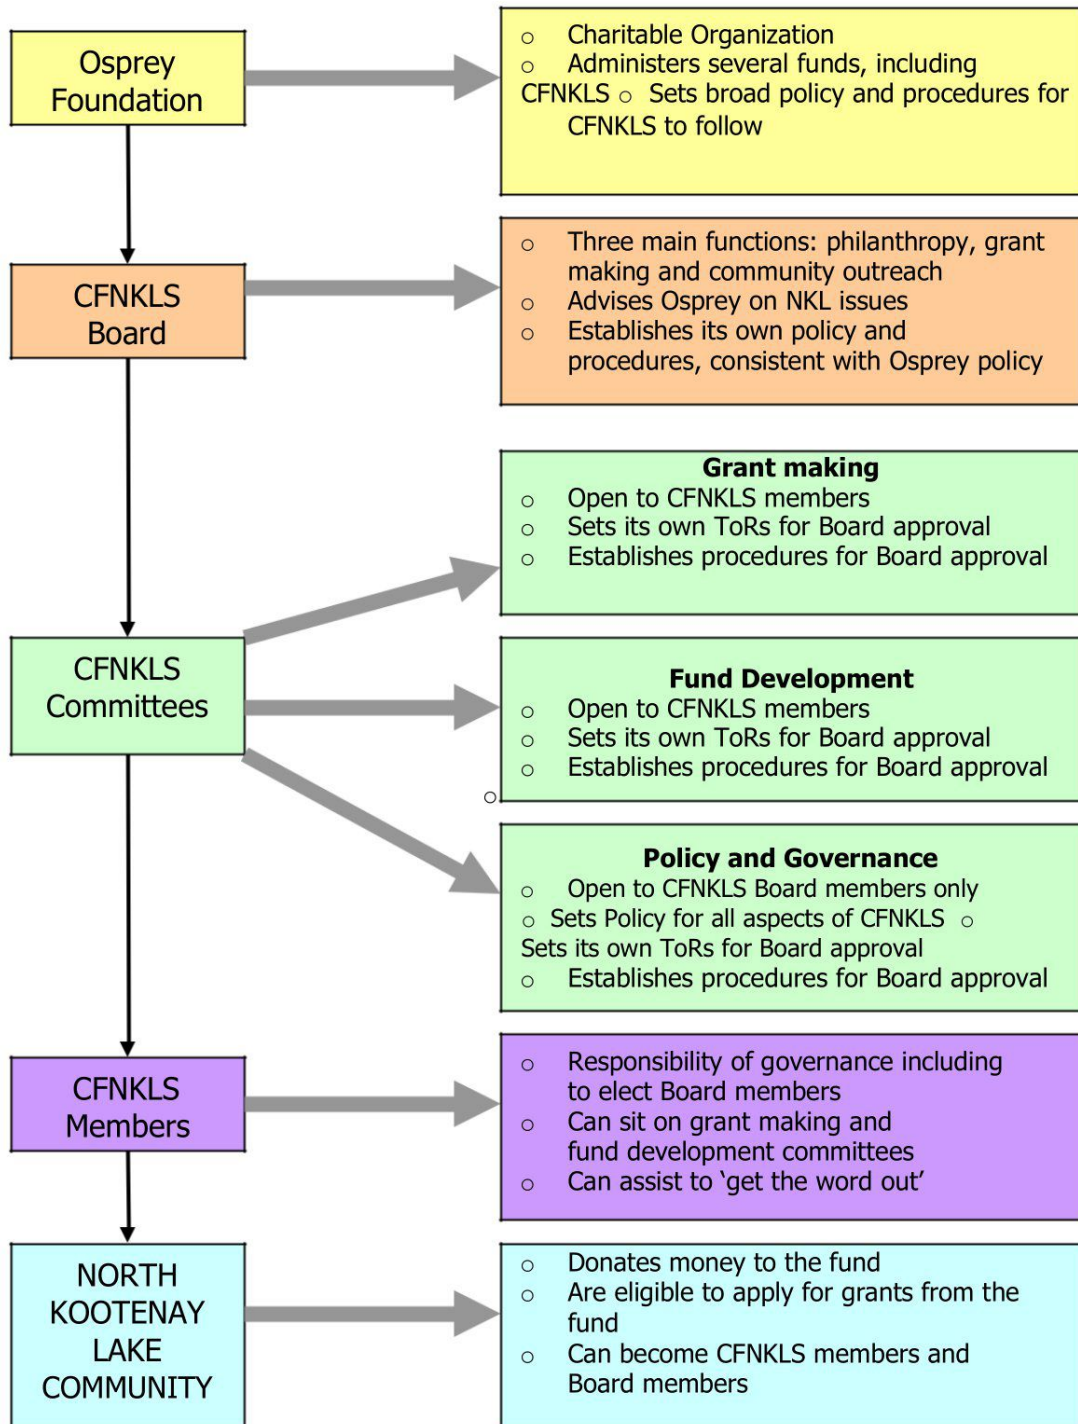 Osprey
Foundation
○ Charitable Organization
○ Administers several funds, including
CFNKLS ○ Sets broad policy and procedures for
CFNKLS to follow
CFNKLS
Board
○ Three main functions: philanthropy, grant
making and community outreach
○ Advises Osprey on NKL issues
○ Establishes its own policy and
procedures, consistent with Osprey policy
CFNKLS
Committees
Grant making
○ Open to CFNKLS members
○ Sets its own ToRs for Board approval
○ Establishes procedures for Board approval
Fund Development
○ Open to CFNKLS members
○ Sets its own ToRs for Board approval
○ Establishes procedures for Board approval
○
Policy and Governance
○ Open to CFNKLS Board members only
○ Sets Policy for all aspects of CFNKLS ○
Sets its own ToRs for Board approval
○ Establishes procedures for Board approval
CFNKLS
Members
○ Responsibility of governance including
to elect Board members
○ Can sit on grant making and
fund development committees
○ Can assist to ‘get the word out’
NORTH
KOOTENAY
LAKE
COMMUNITY
○ Donates money to the fund
○ Are eligible to apply for grants from the
fund
○ Can become CFNKLS members and
Board members